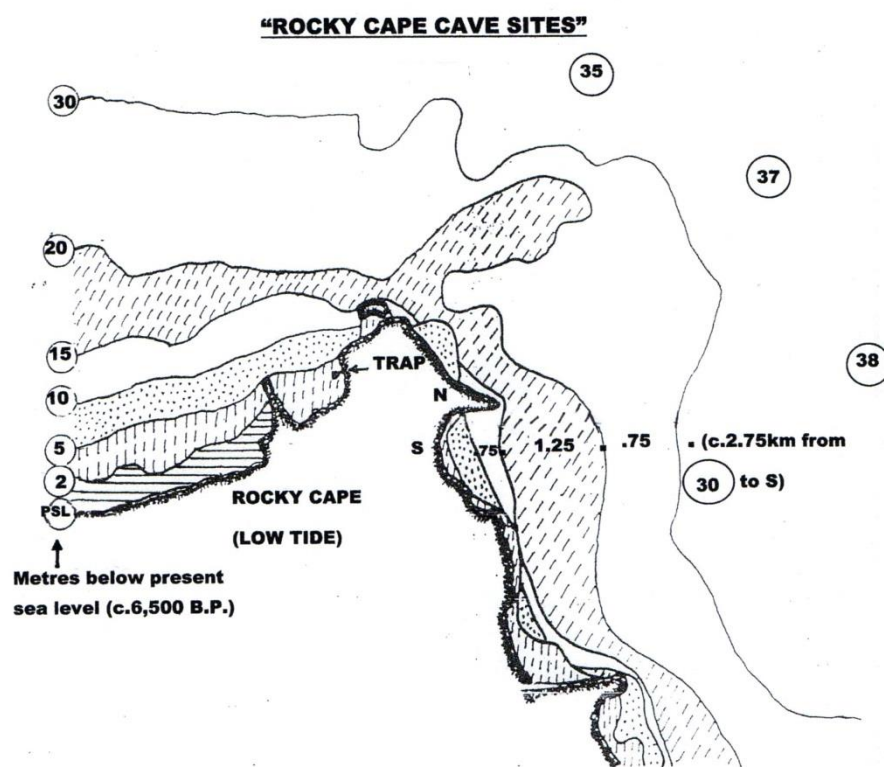 "ROCKY CAPE CAVE SITES"
35
30
37
20
15
TRAP
38
10
N
5
S
.75
1.25
.75
(c.2.75km from
30 to S)
2
ROCKY CAPE
PSL
(LOW TIDE)
Metres below present
sea level (c.6,500 B.P.)